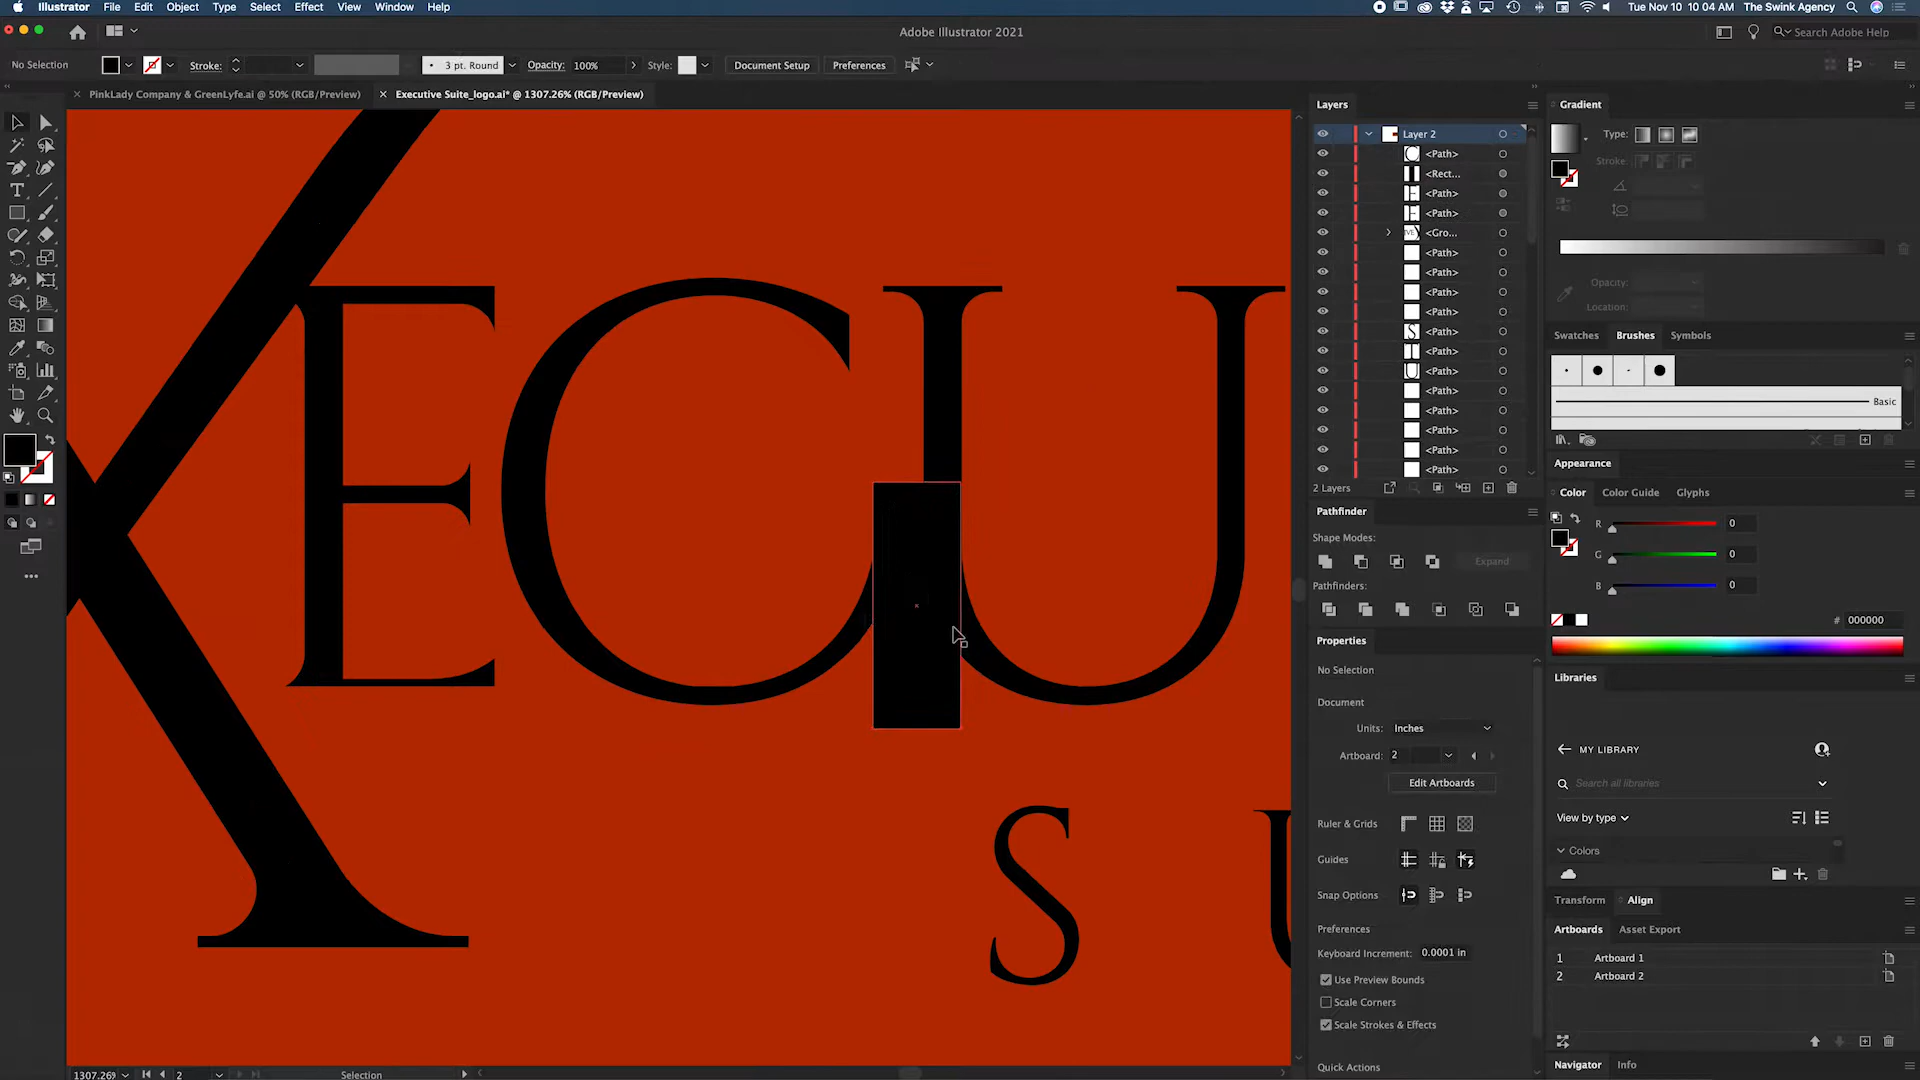 Illustrator File Edit Object Type Select Effect View Window Help Tue Nov 10 10:04 AM The Swink Agency
Adobe Illustrator 2021 Search Adobe Help
No Selection Stroke: 3 pt. Round Opacity: 100% Style: Document Setup Preferences
PinkLady Company & GreenLyfe.ai @ 50% (RGB/Preview) Executive Suite_logo.ai* @ 1307.26% (RGB/Preview)
Layers
Layer 2
<Path>
<Rect...
<Path>
<Path>
<Gro...
<Path>
<Path>
<Path>
<Path>
<Path>
<Path>
<Path>
<Path>
<Path>
<Path>
<Path>
<Path>
2 Layers
Pathfinder
Shape Modes:
Expand
Pathfinders:
Properties
No Selection
Document
Units: Inches
Artboard: 2
Edit Artboards
Ruler & Grids
Guides
Snap Options
Preferences
Keyboard Increment: 0.0001 in
Use Preview Bounds
Scale Corners
Scale Strokes & Effects
Quick Actions
Gradient
Type:
Stroke:
Opacity:
Location:
Swatches Brushes Symbols
Basic
Appearance
Color Color Guide Glyphs
R 0
G 0
B 0
# 000000
Libraries
MY LIBRARY
Search all libraries
View by type
Colors
Transform Align
Artboards Asset Export
1 Artboard 1
2 Artboard 2
Navigator Info
XECU
S U
1307.26% 2 Selection